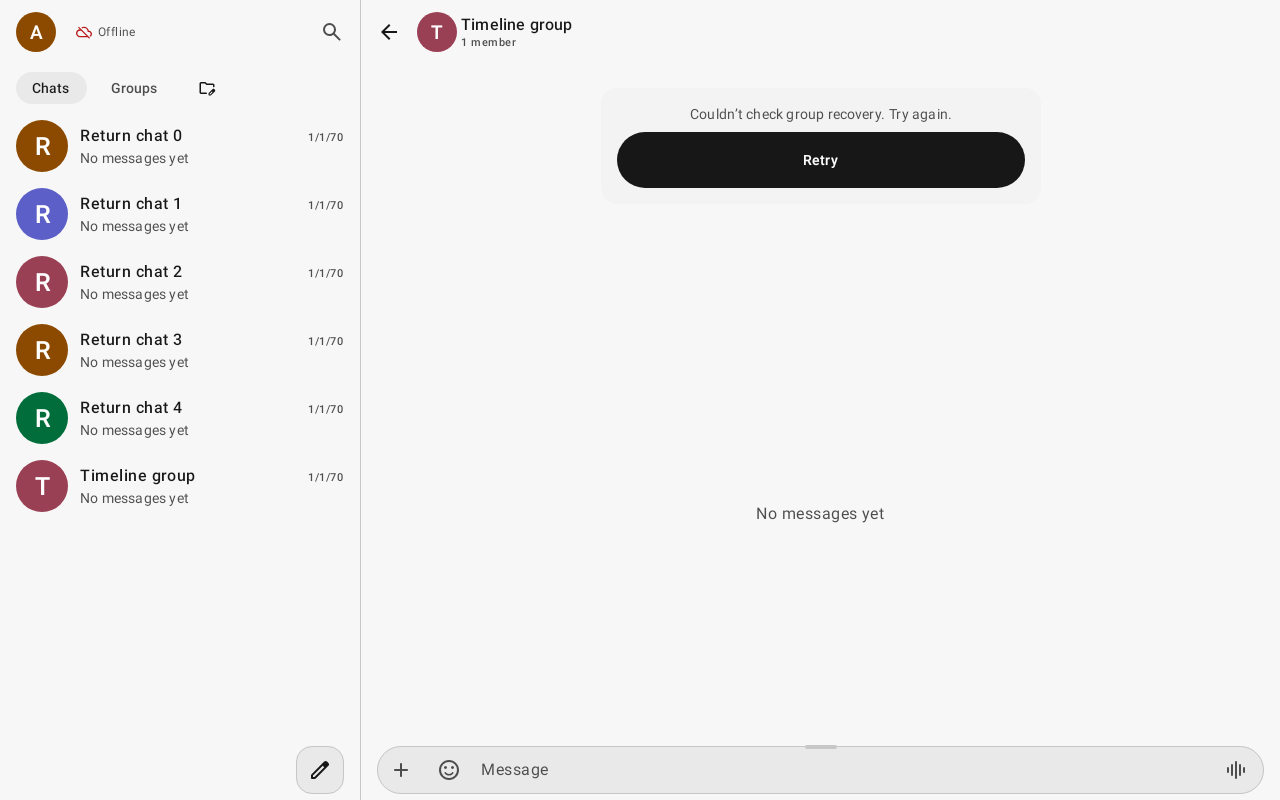 A
Offline
Chats
Groups
R
Return chat 0
1/1/70
No messages yet
R
Return chat 1
1/1/70
No messages yet
R
Return chat 2
1/1/70
No messages yet
R
Return chat 3
1/1/70
No messages yet
R
Return chat 4
1/1/70
No messages yet
T
Timeline group
1/1/70
No messages yet
T
Timeline group
1 member
Couldn’t check group recovery. Try again.
Retry
No messages yet
Message